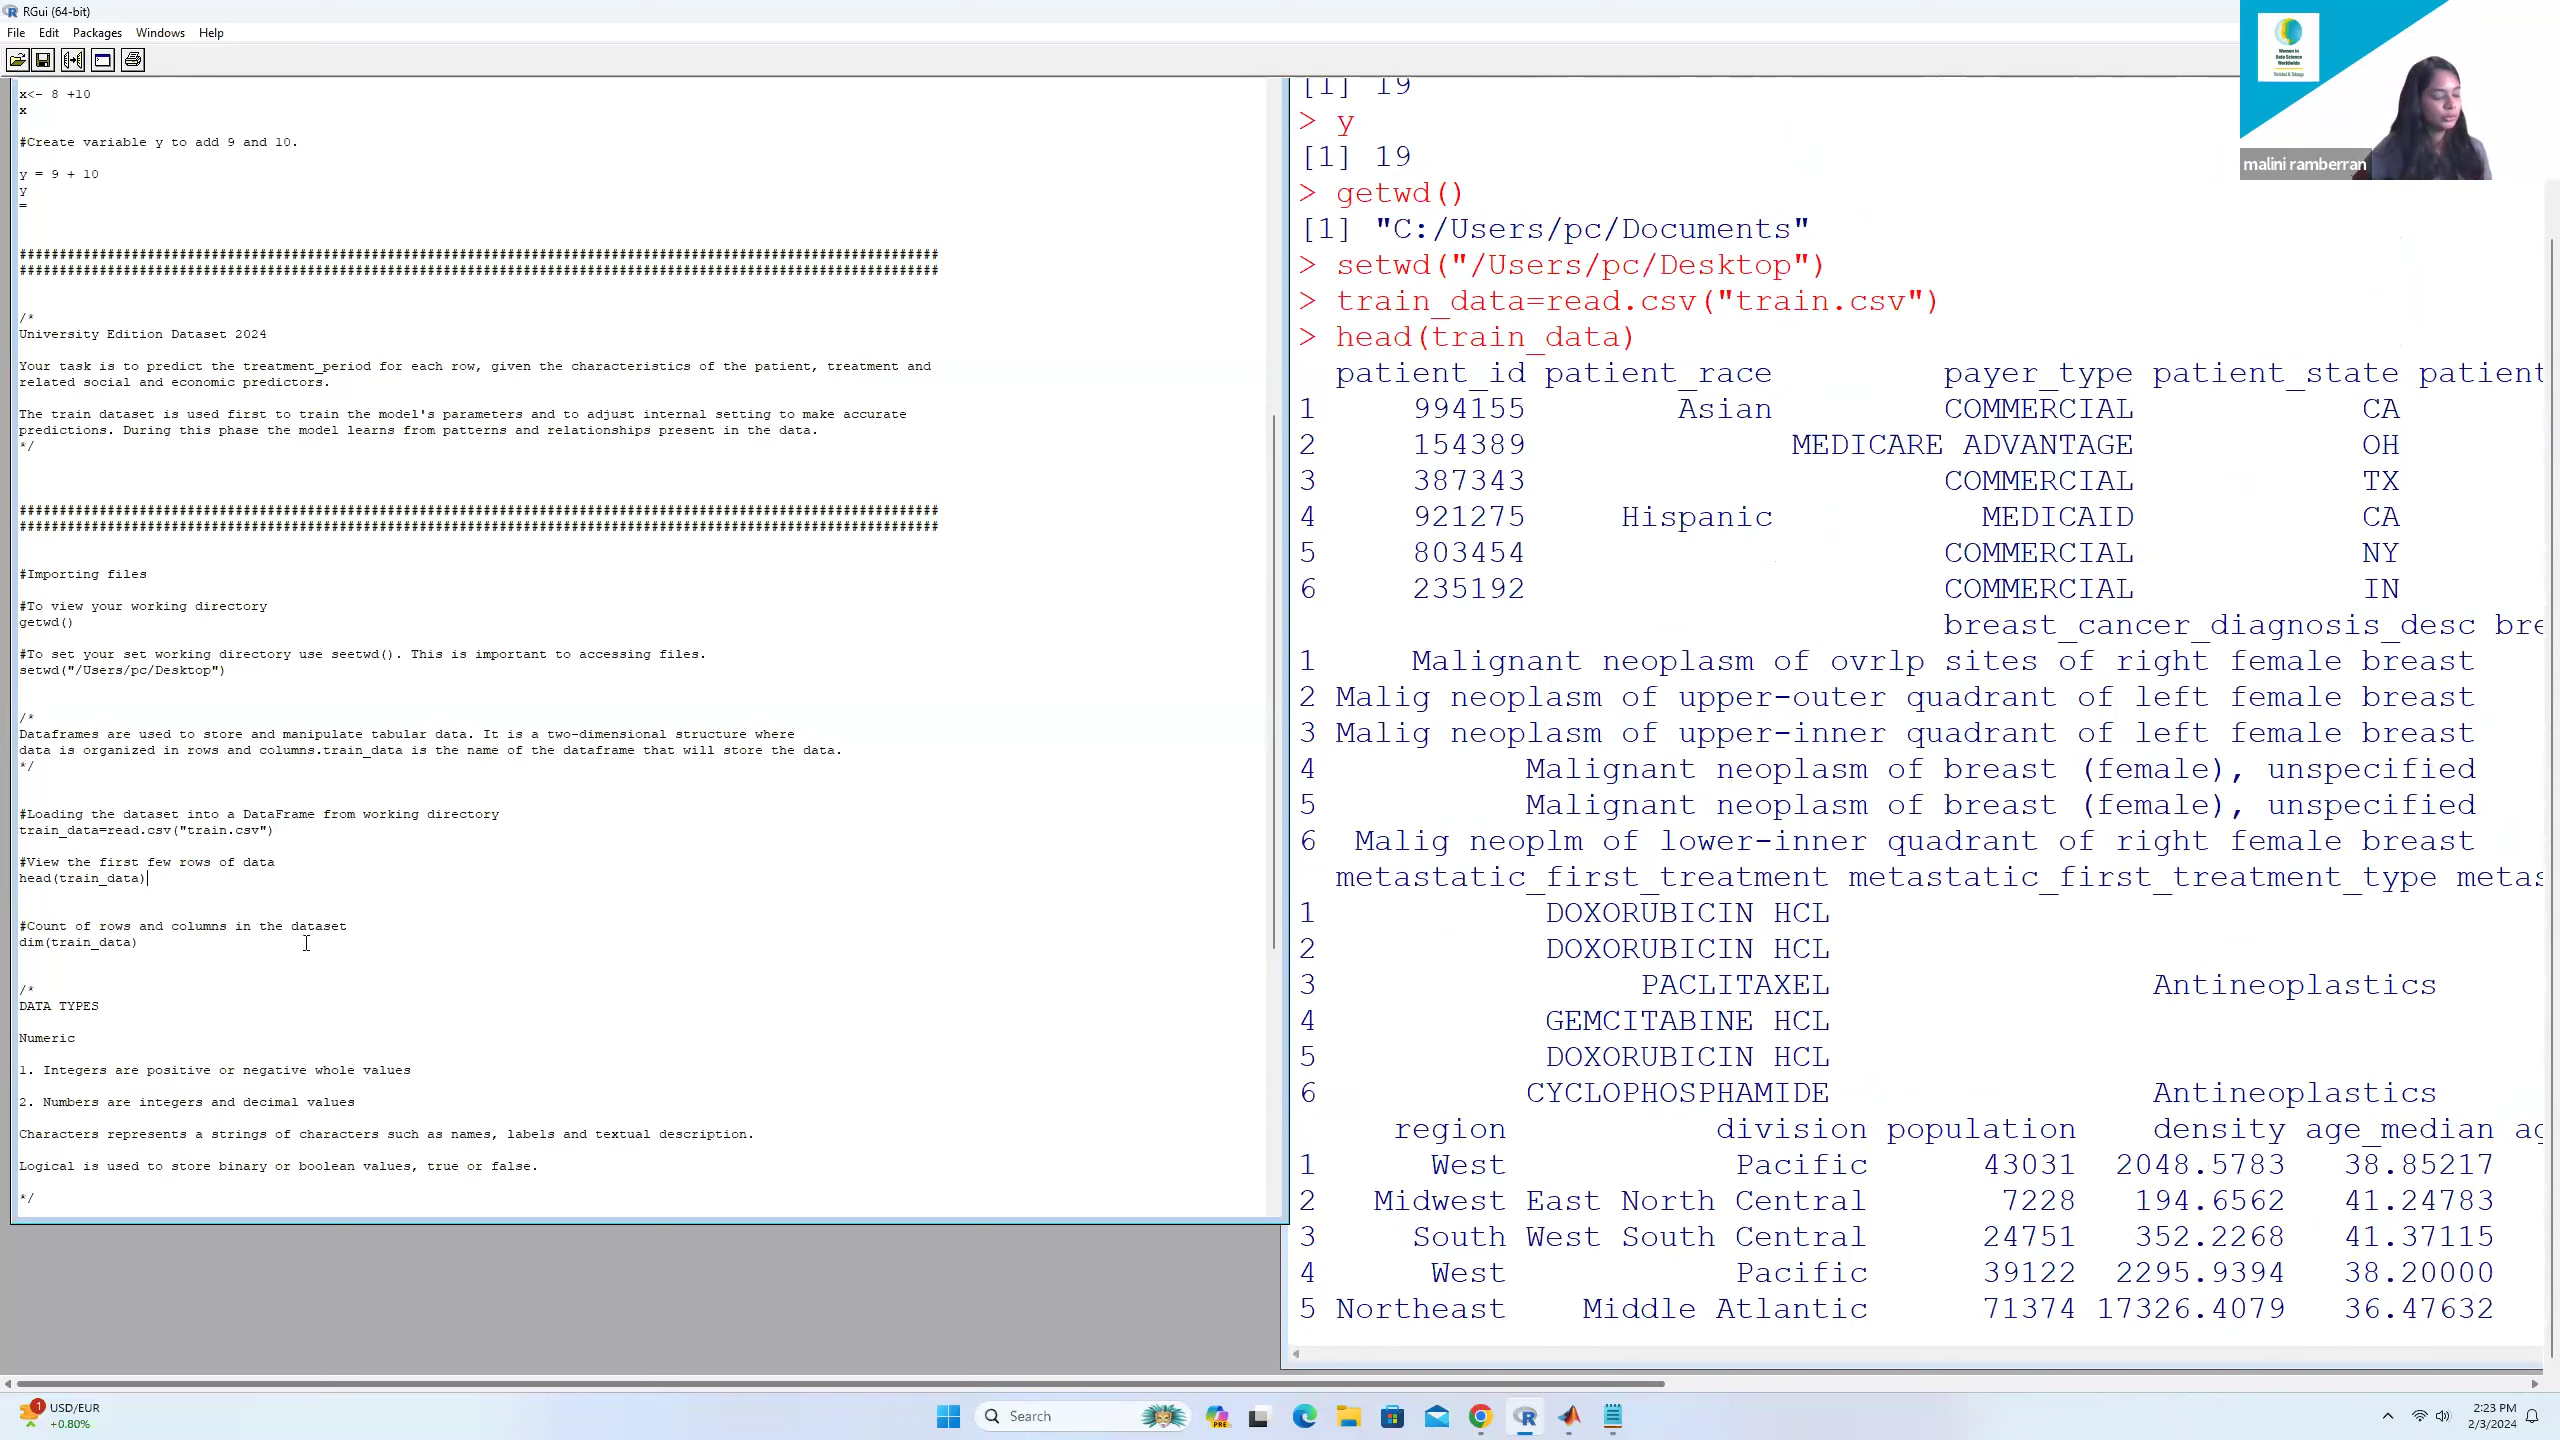 RGui (64-bit)
File Edit Packages Windows Help
x<- 8 +10
x
#Create variable y to add 9 and 10.
y = 9 + 10
y
=
###################################################################################################################
###################################################################################################################
/*
University Edition Dataset 2024
Your task is to predict the treatment_period for each row, given the characteristics of the patient, treatment and
related social and economic predictors.
The train dataset is used first to train the model's parameters and to adjust internal setting to make accurate
predictions. During this phase the model learns from patterns and relationships present in the data.
*/
###################################################################################################################
###################################################################################################################
#Importing files
#To view your working directory
getwd()
#To set your set working directory use seetwd(). This is important to accessing files.
setwd("/Users/pc/Desktop")
/*
Dataframes are used to store and manipulate tabular data. It is a two-dimensional structure where
data is organized in rows and columns.train_data is the name of the dataframe that will store the data.
*/
#Loading the dataset into a DataFrame from working directory
train_data=read.csv("train.csv")
#View the first few rows of data
head(train_data)
#Count of rows and columns in the dataset
dim(train_data)
/*
DATA TYPES
Numeric
1. Integers are positive or negative whole values
2. Numbers are integers and decimal values
Characters represents a strings of characters such as names, labels and textual description.
Logical is used to store binary or boolean values, true or false.
*/
[1] 19
> y
[1] 19
> getwd()
[1] "C:/Users/pc/Documents"
> setwd("/Users/pc/Desktop")
> train_data=read.csv("train.csv")
> head(train_data)
patient_id patient_race payer_type patient_state patient
1 994155 Asian COMMERCIAL CA
2 154389 MEDICARE ADVANTAGE OH
3 387343 COMMERCIAL TX
4 921275 Hispanic MEDICAID CA
5 803454 COMMERCIAL NY
6 235192 COMMERCIAL IN
breast_cancer_diagnosis_desc bre
1 Malignant neoplasm of ovrlp sites of right female breast
2 Malig neoplasm of upper-outer quadrant of left female breast
3 Malig neoplasm of upper-inner quadrant of left female breast
4 Malignant neoplasm of breast (female), unspecified
5 Malignant neoplasm of breast (female), unspecified
6 Malig neoplm of lower-inner quadrant of right female breast
metastatic_first_treatment metastatic_first_treatment_type metas
1 DOXORUBICIN HCL
2 DOXORUBICIN HCL
3 PACLITAXEL Antineoplastics
4 GEMCITABINE HCL
5 DOXORUBICIN HCL
6 CYCLOPHOSPHAMIDE Antineoplastics
region division population density age_median ag
1 West Pacific 43031 2048.5783 38.85217
2 Midwest East North Central 7228 194.6562 41.24783
3 South West South Central 24751 352.2268 41.37115
4 West Pacific 39122 2295.9394 38.20000
5 Northeast Middle Atlantic 71374 17326.4079 36.47632
Women in
Data Science
Worldwide
Trinidad & Tobago
malini ramberran
1
USD/EUR
+0.80%
Search
PRE
2:23 PM
2/3/2024